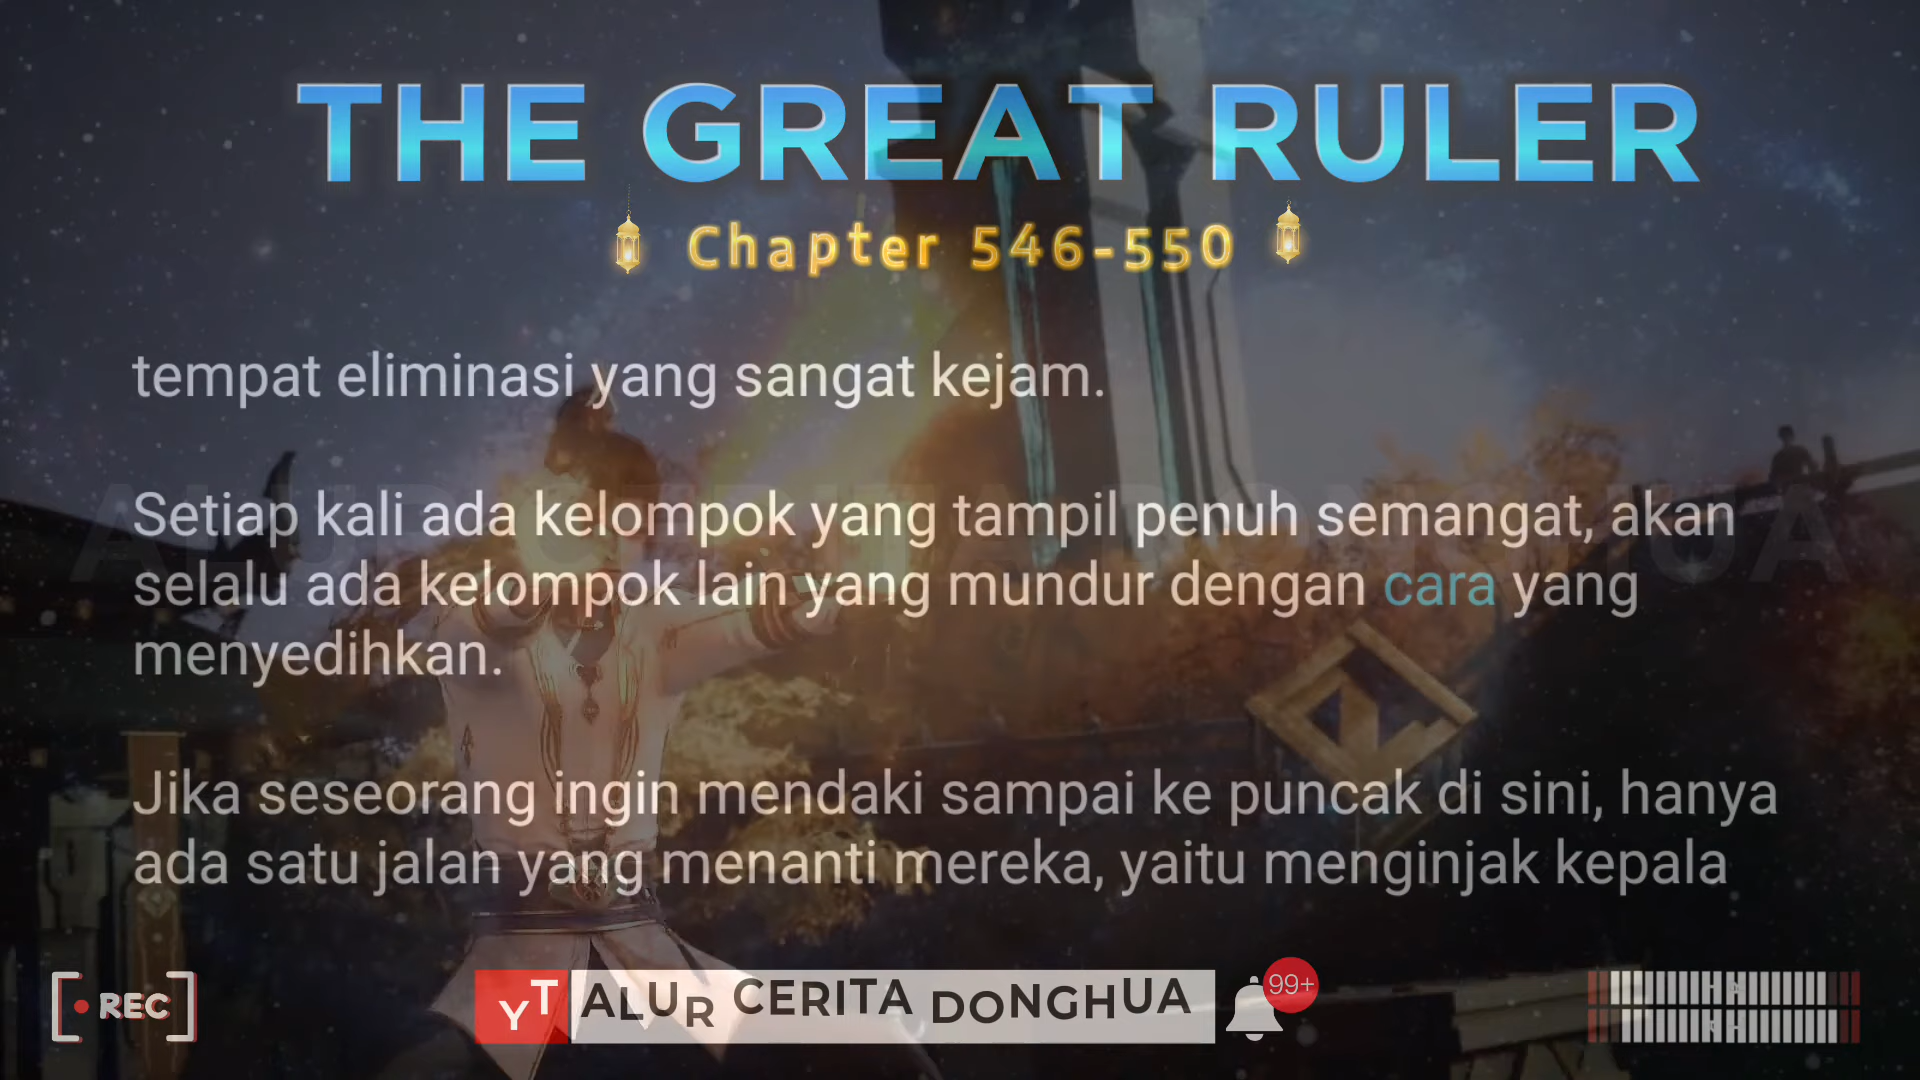 THE GREAT RULER
Chapter 546-550
tempat eliminasi yang sangat kejam.
Setiap kali ada kelompok yang tampil penuh semangat, akan
selalu ada kelompok lain yang mundur dengan cara yang
menyedihkan.
Jika seseorang ingin mendaki sampai ke puncak di sini, hanya
ada satu jalan yang menanti mereka, yaitu menginjak kepala
[• REC]
YT ALUR CERITA DONGHUA
99+